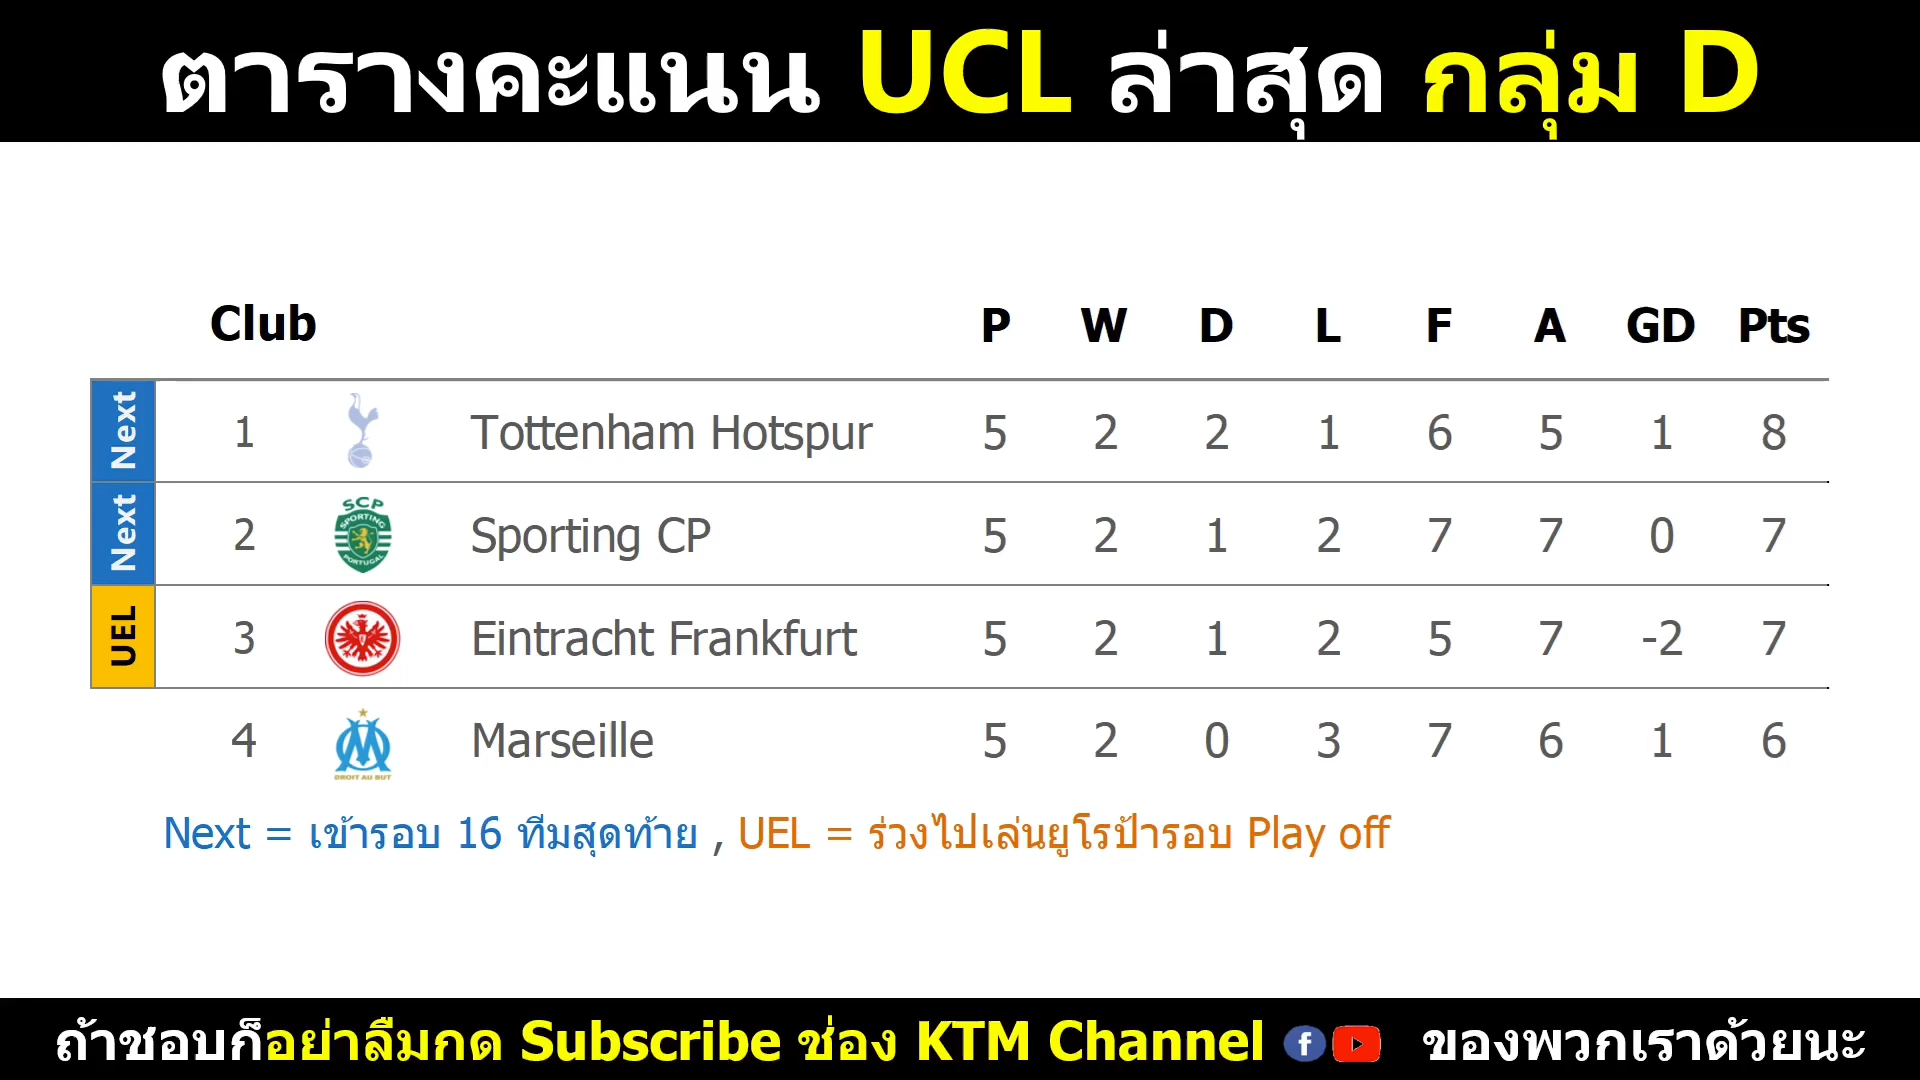 ตารางคะแนน UCL ล่าสุด กลุ่ม D
Club P W D L F A GD Pts
Next 1 Tottenham Hotspur 5 2 2 1 6 5 1 8
Next 2 SCP SPORTING PORTUGAL Sporting CP 5 2 1 2 7 7 0 7
UEL 3 Eintracht Frankfurt 5 2 1 2 5 7 -2 7
4 DROIT AU BUT Marseille 5 2 0 3 7 6 1 6
Next = เข้ารอบ 16 ทีมสุดท้าย , UEL = ร่วงไปเล่นยูโรป้ารอบ Play off
ถ้าชอบก็อย่าลืมกด Subscribe ช่อง KTM Channel f ของพวกเราด้วยนะ